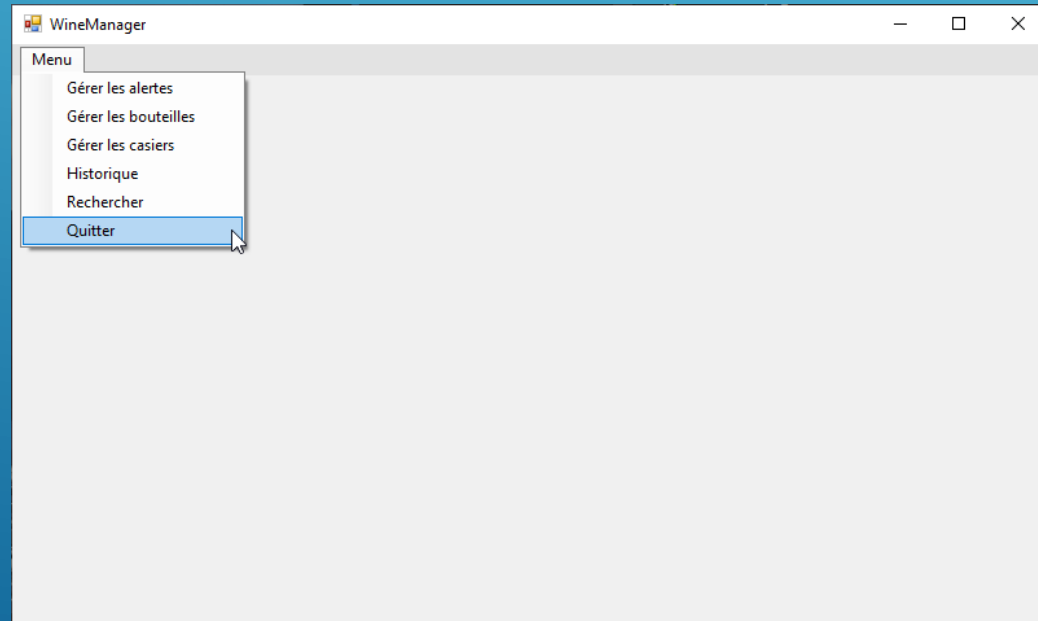 WineManager
Menu
Gérer les alertes
Gérer les bouteilles
Gérer les casiers
Historique
Rechercher
Quitter